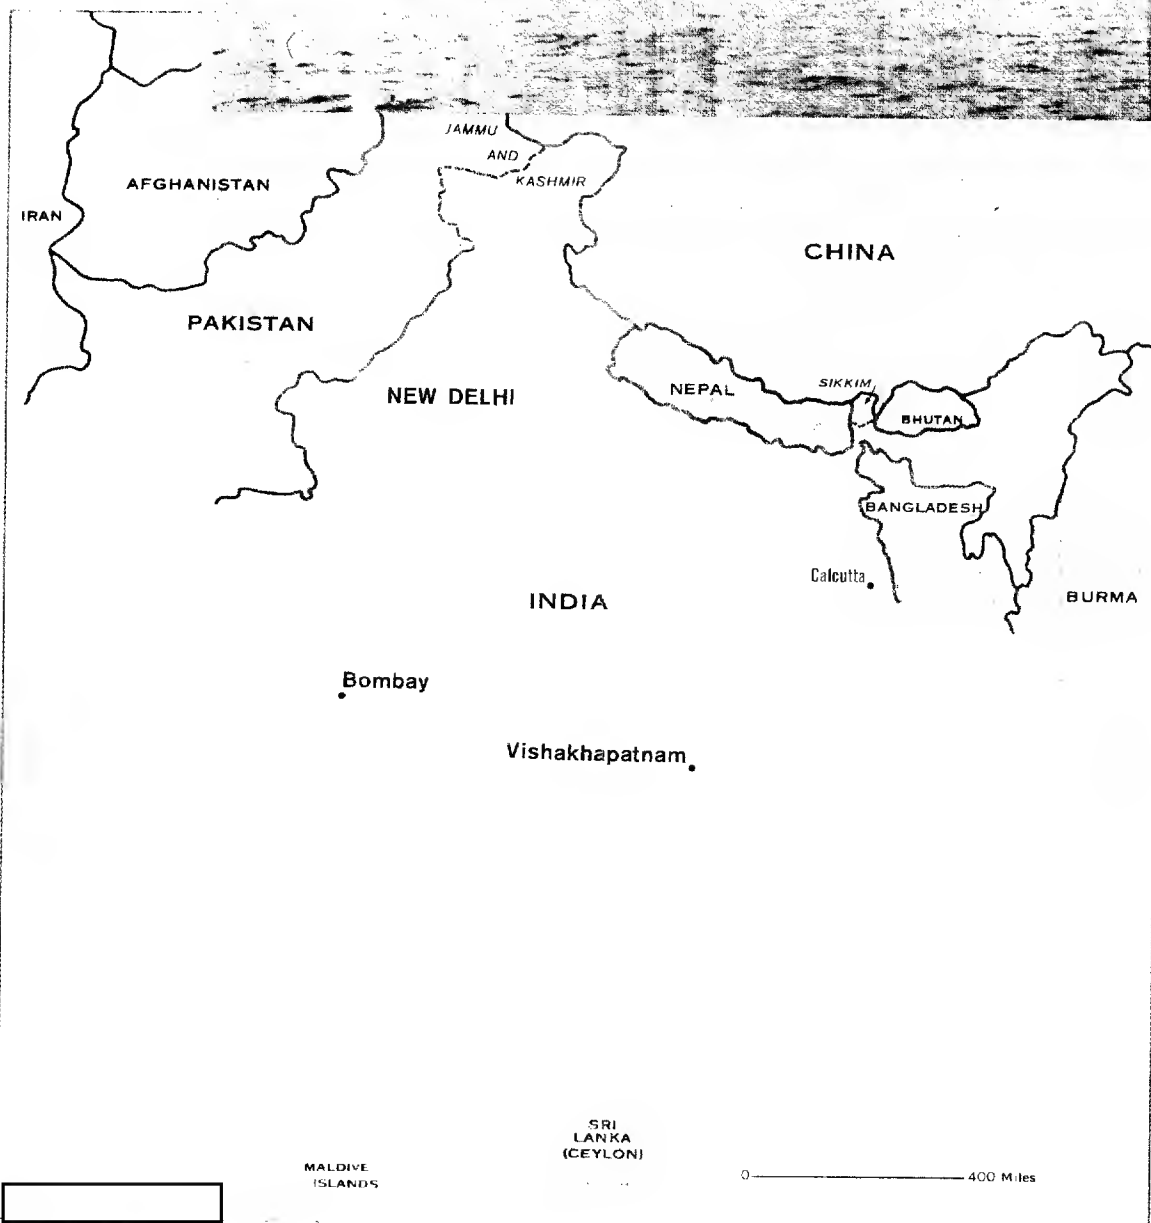 JAMMU
AND
KASHMIR
AFGHANISTAN
IRAN
CHINA
PAKISTAN
NEPAL
SIKKIM
NEW DELHI
BHUTAN
BANGLADESH
Calcutta
INDIA
BURMA
Bombay
Vishakhapatnam
SRI
LANKA
(CEYLON)
MALDIVE
ISLANDS
0 400 Miles